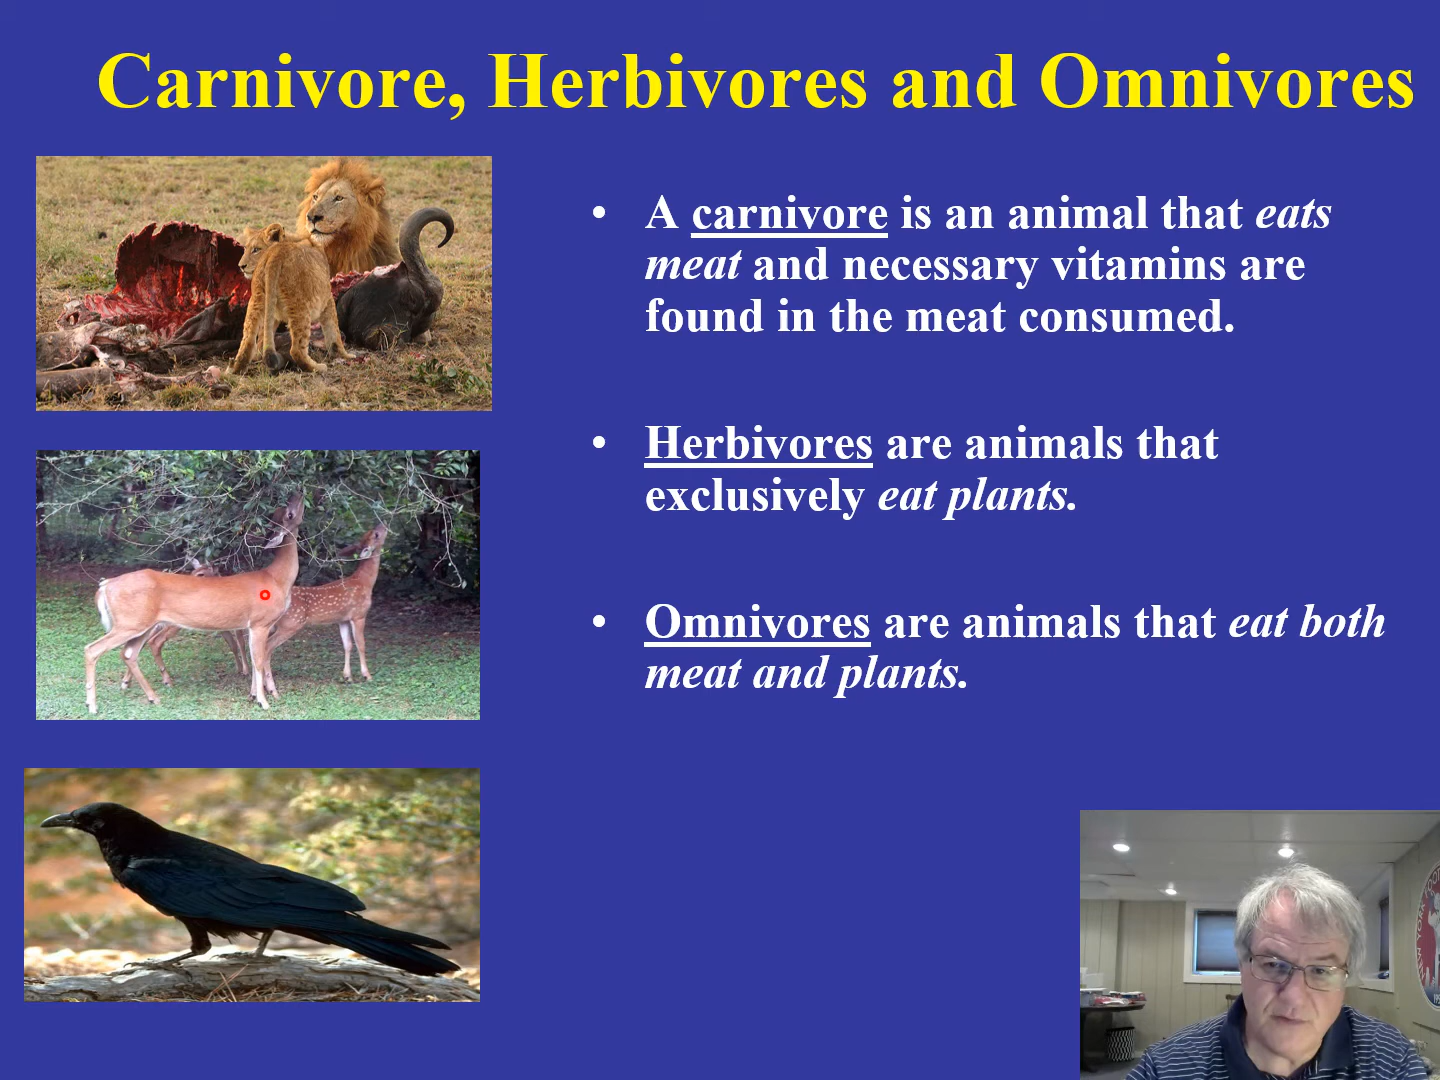 Carnivore, Herbivores and Omnivores
• A carnivore is an animal that eats
meat and necessary vitamins are
found in the meat consumed.
• Herbivores are animals that
exclusively eat plants.
• Omnivores are animals that eat both
meat and plants.